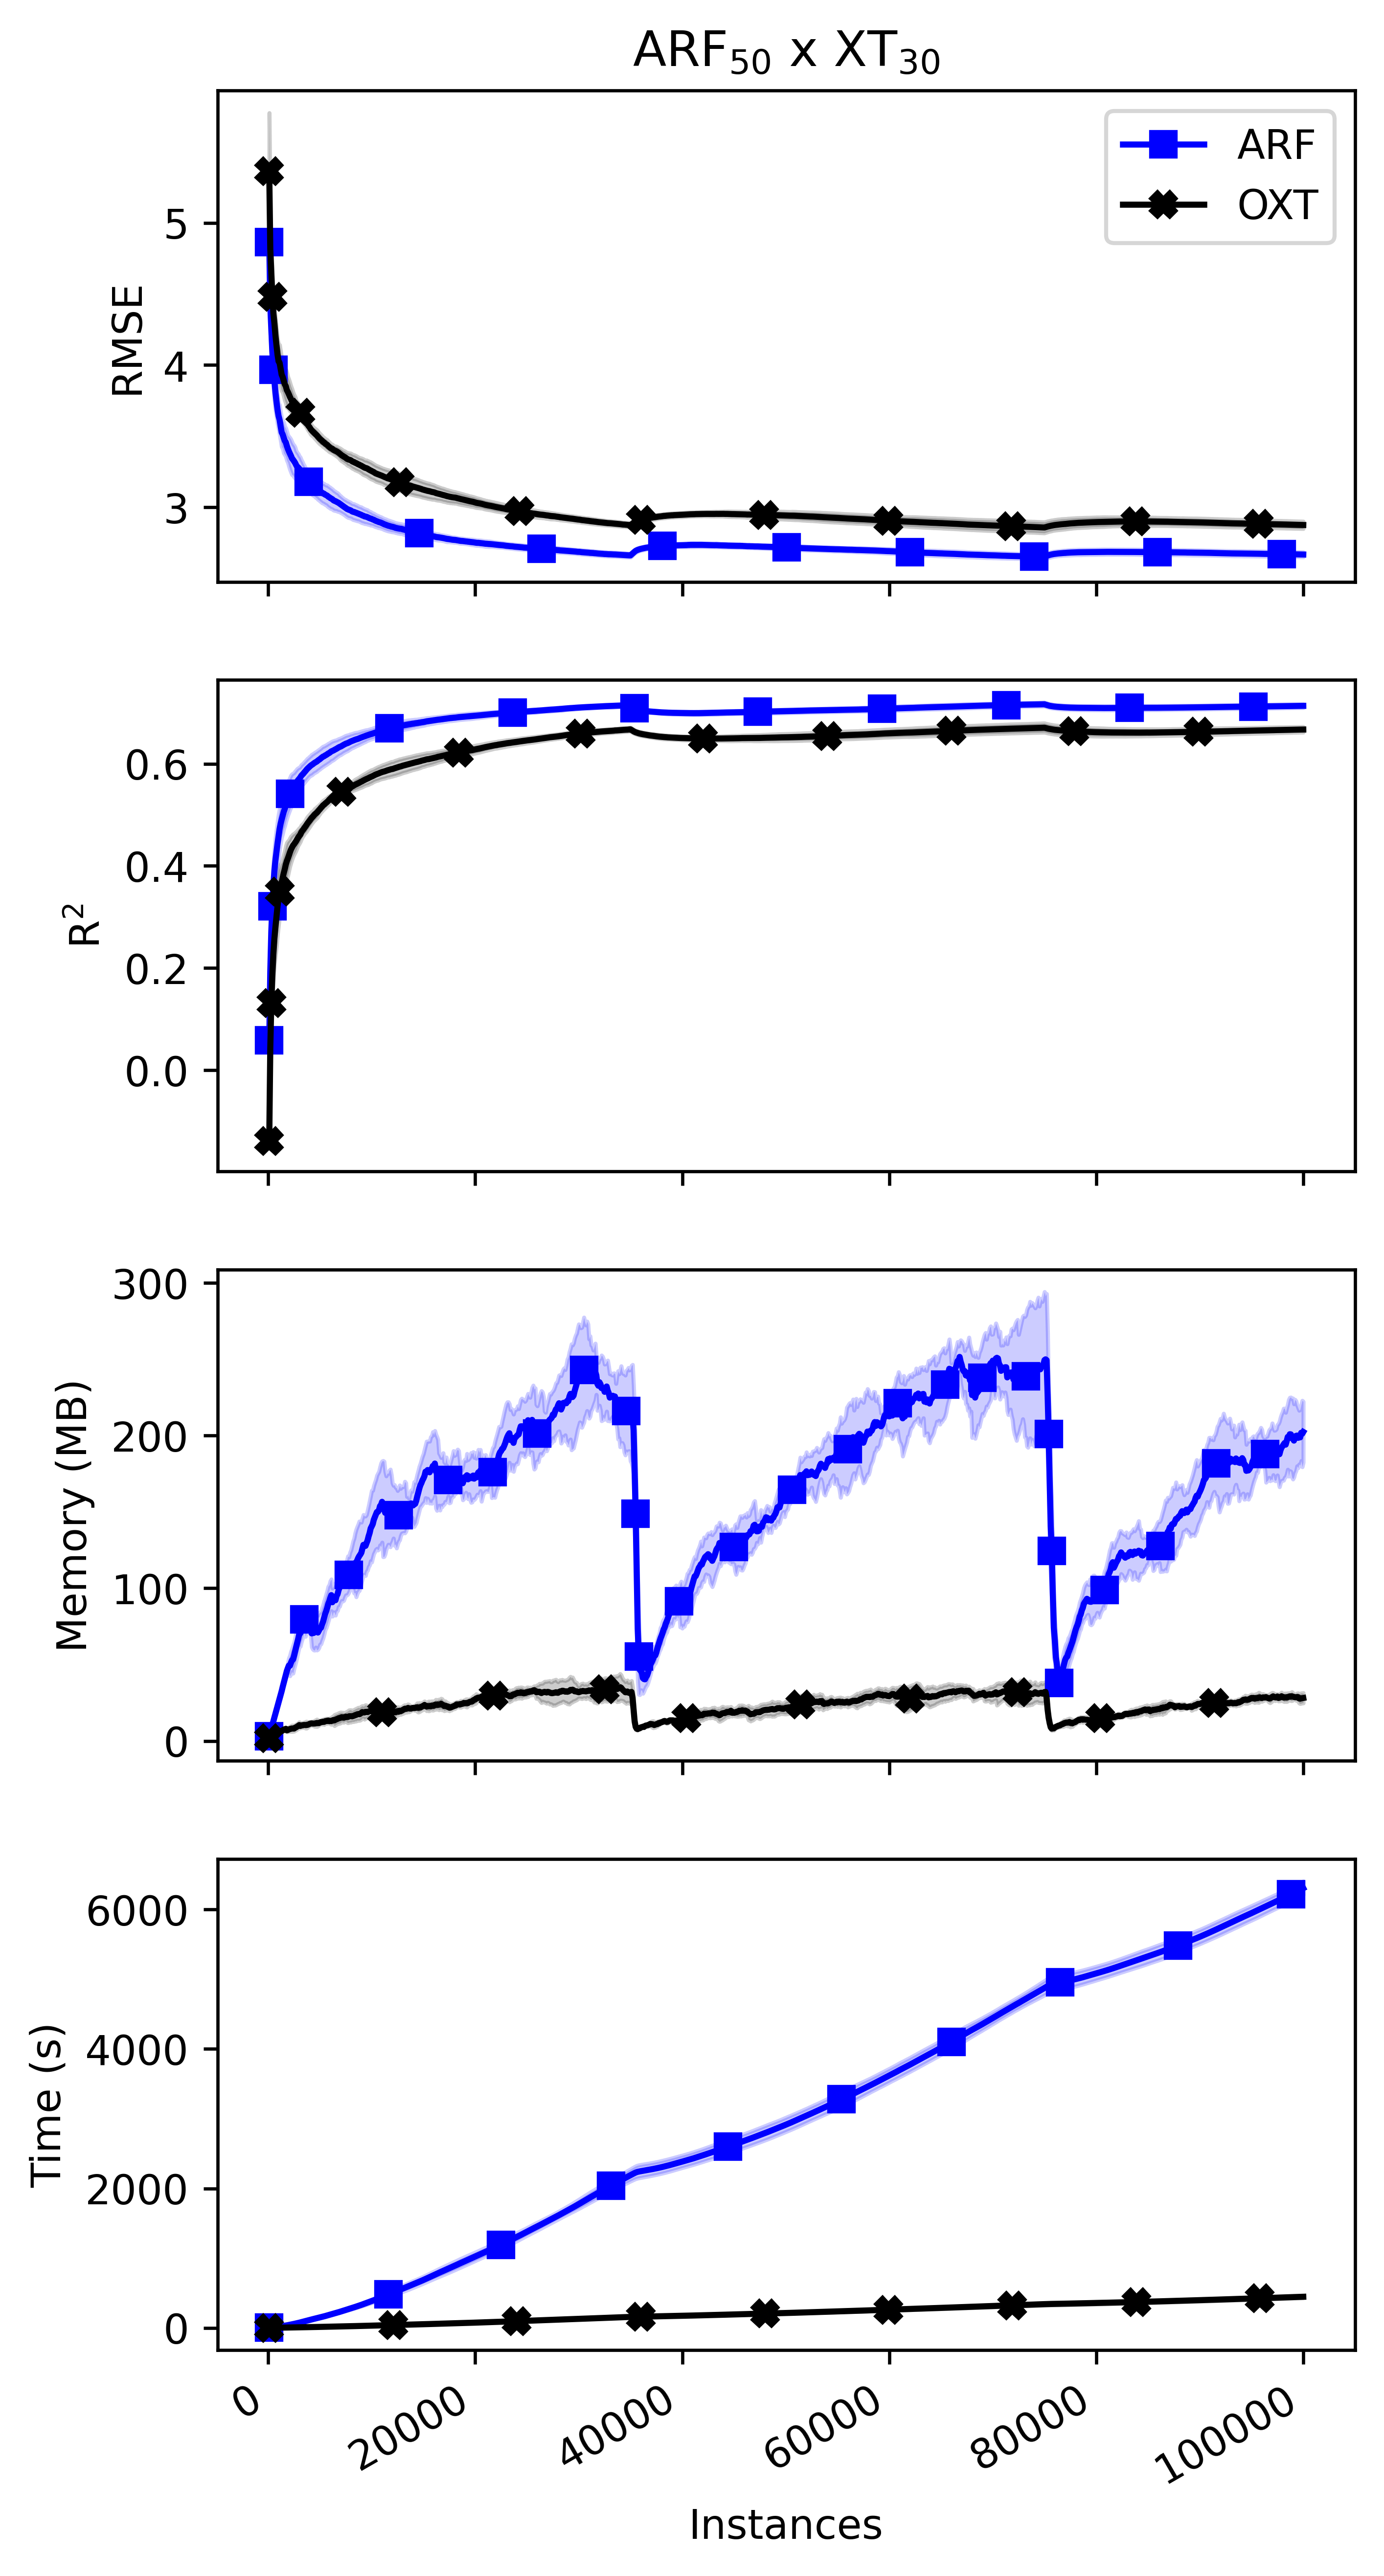 ARF₅₀ x XT₃₀
ARF
OXT
RMSE
5
4
3
R²
0.6
0.4
0.2
0.0
Memory (MB)
300
200
100
0
Time (s)
6000
4000
2000
0
0
20000
40000
60000
80000
100000
Instances